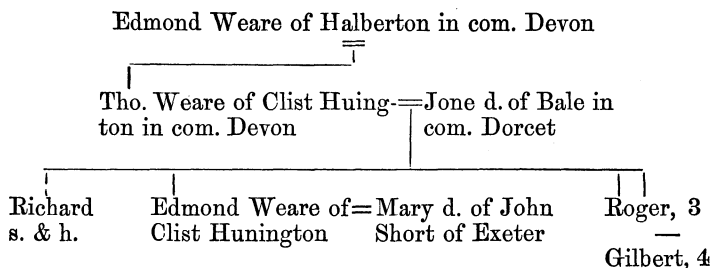 Edmond Weare of Halberton in com. Devon
Tho. Weare of Clist Huing-
ton in com. Devon
Jone d. of Bale in
com. Dorcet
Richard
s. & h.
Edmond Weare of
Clist Hunington
Mary d. of John
Short of Exeter
Roger, 3
Gilbert, 4